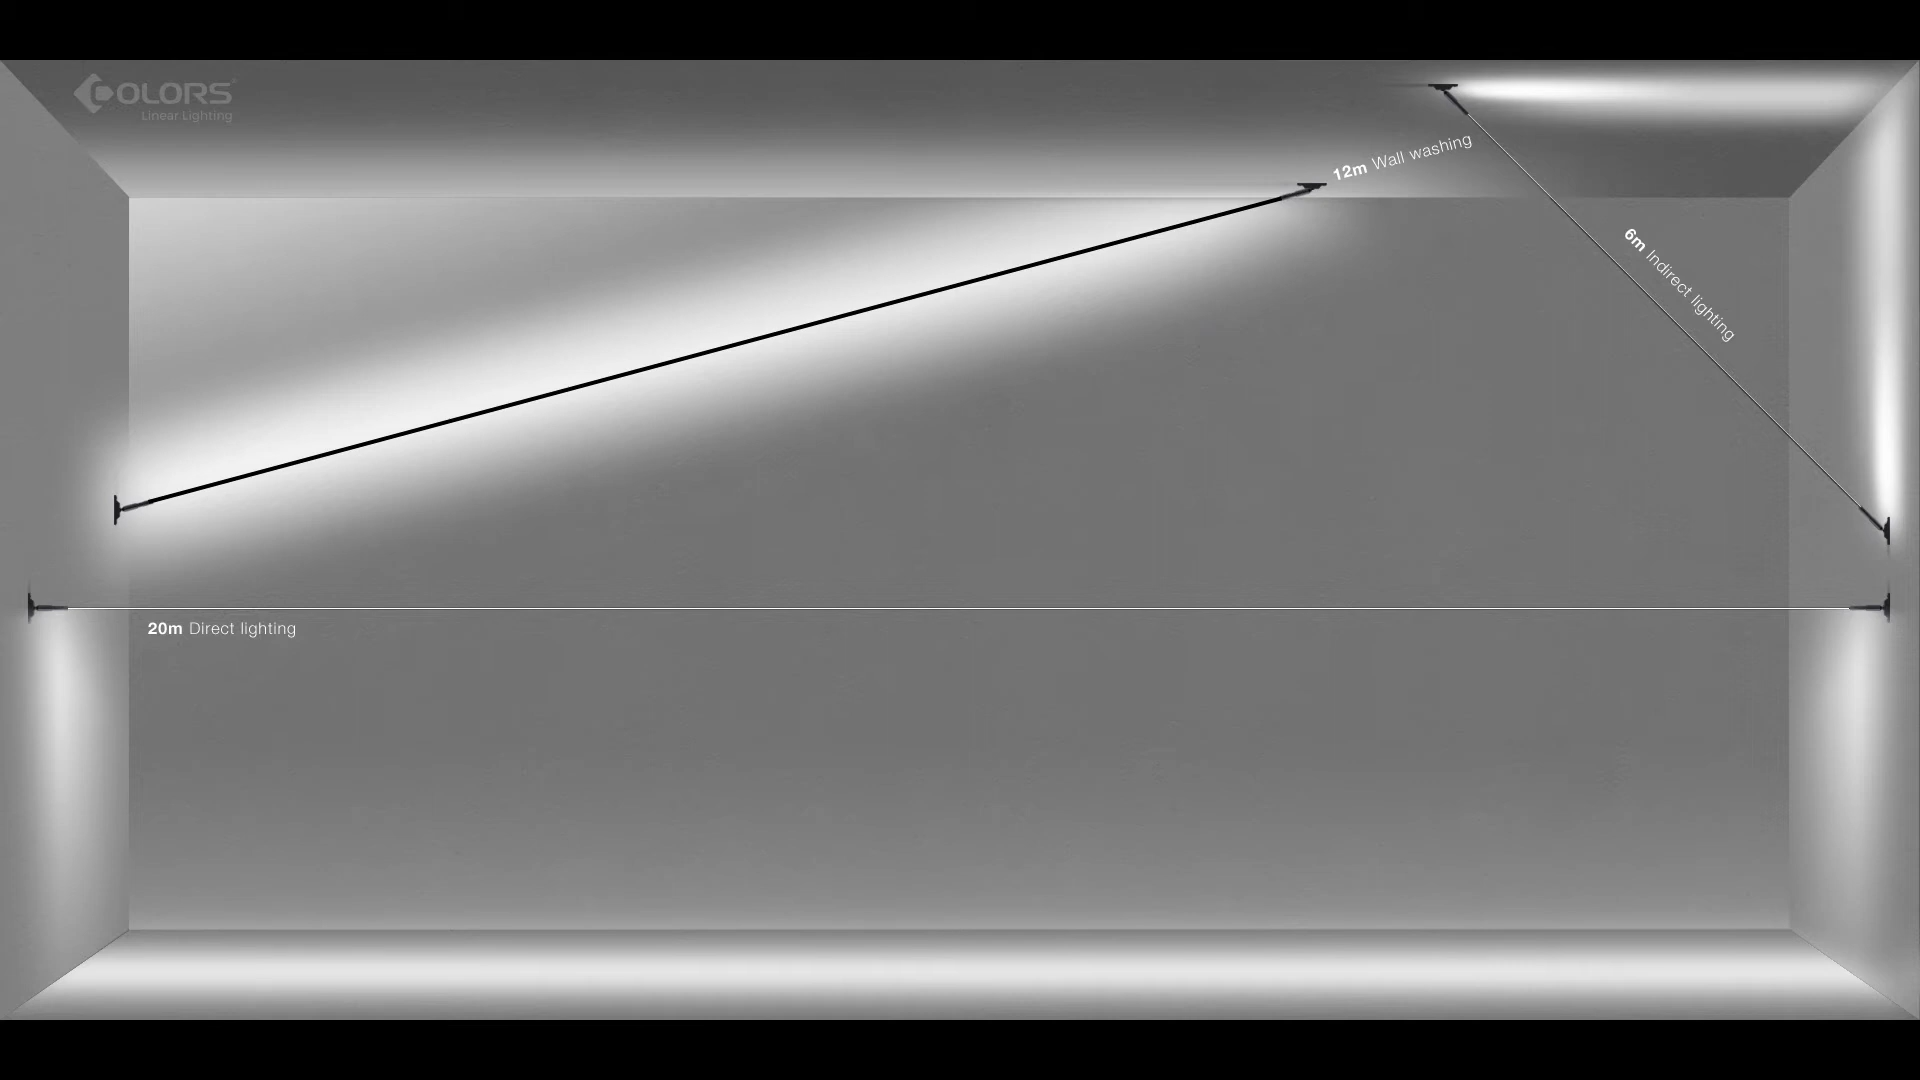 COLORS®
Linear Lighting
12m Wall washing
6m Indirect lighting
20m Direct lighting